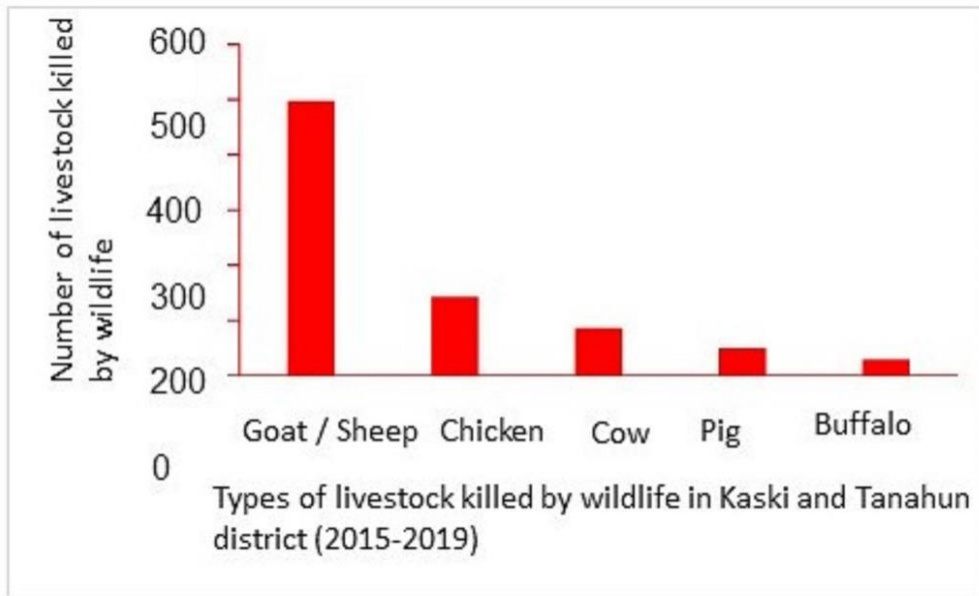 Number of livestock killed
by wildlife
600
500
400
300
200
0
Goat / Sheep
Chicken
Cow
Pig
Buffalo
Types of livestock killed by wildlife in Kaski and Tanahun
district (2015-2019)